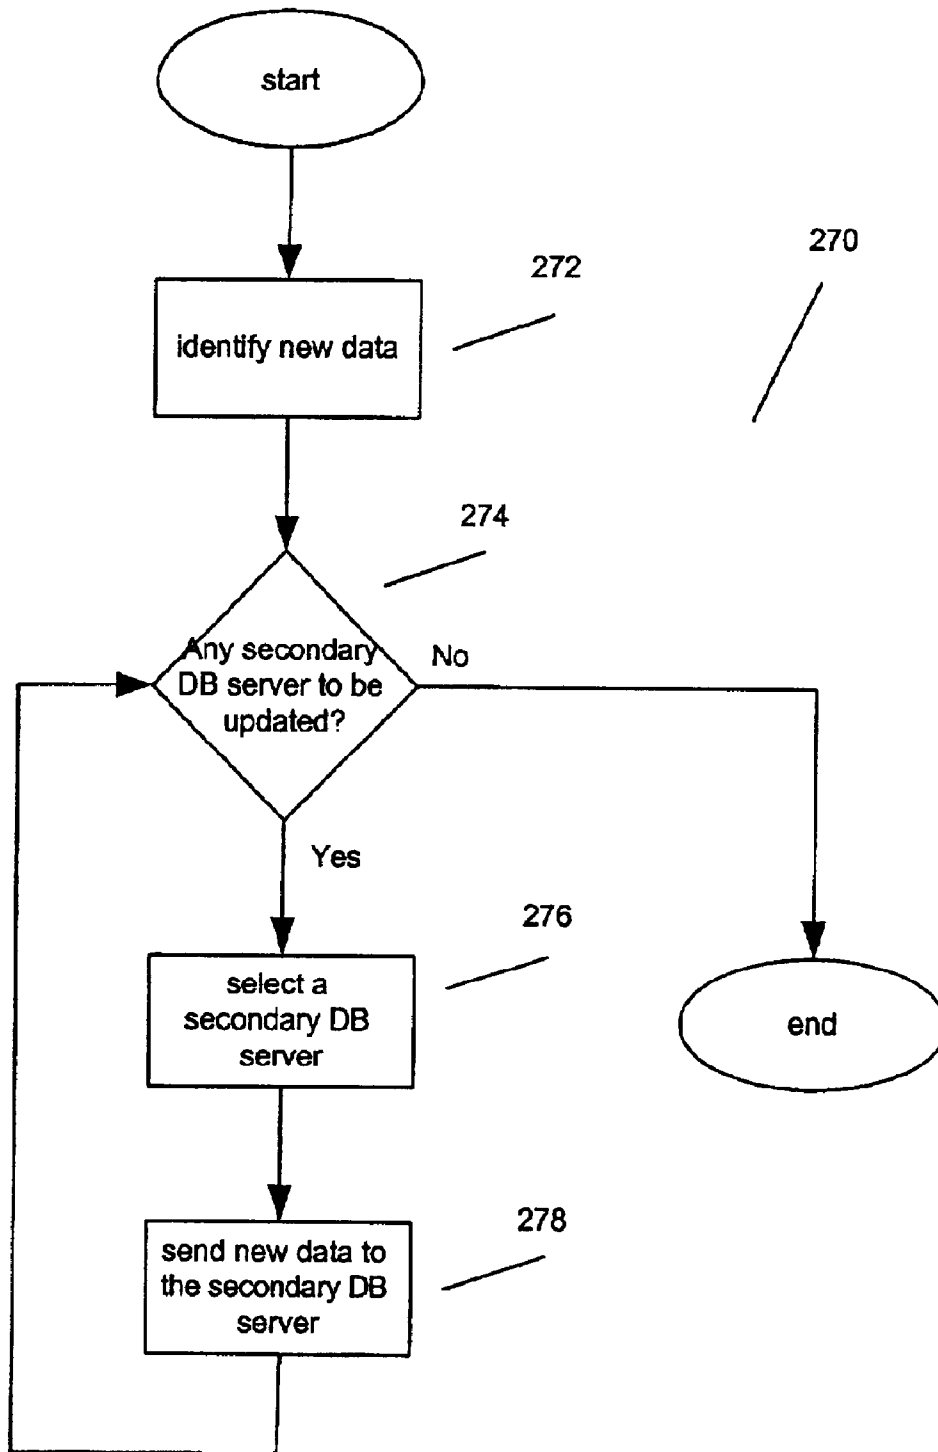 start
270
272
identify new data
274
Any secondary
DB server to be
updated?
No
Yes
276
select a
secondary DB
server
end
278
send new data to
the secondary DB
server